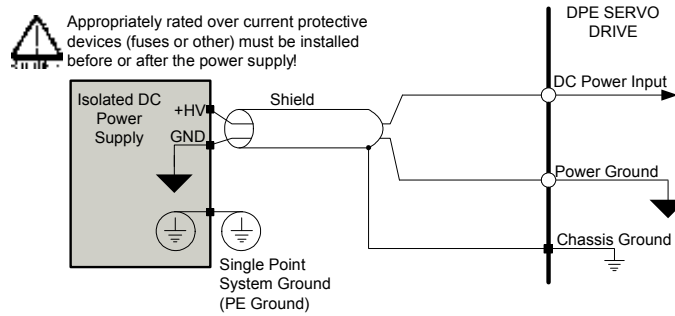 Appropriately rated over current protective
devices (fuses or other) must be installed
before or after the power supply!
DPE SERVO
DRIVE
Isolated DC
Power
Supply
+HV
GND
Shield
DC Power Input
Power Ground
Chassis Ground
Single Point
System Ground
(PE Ground)